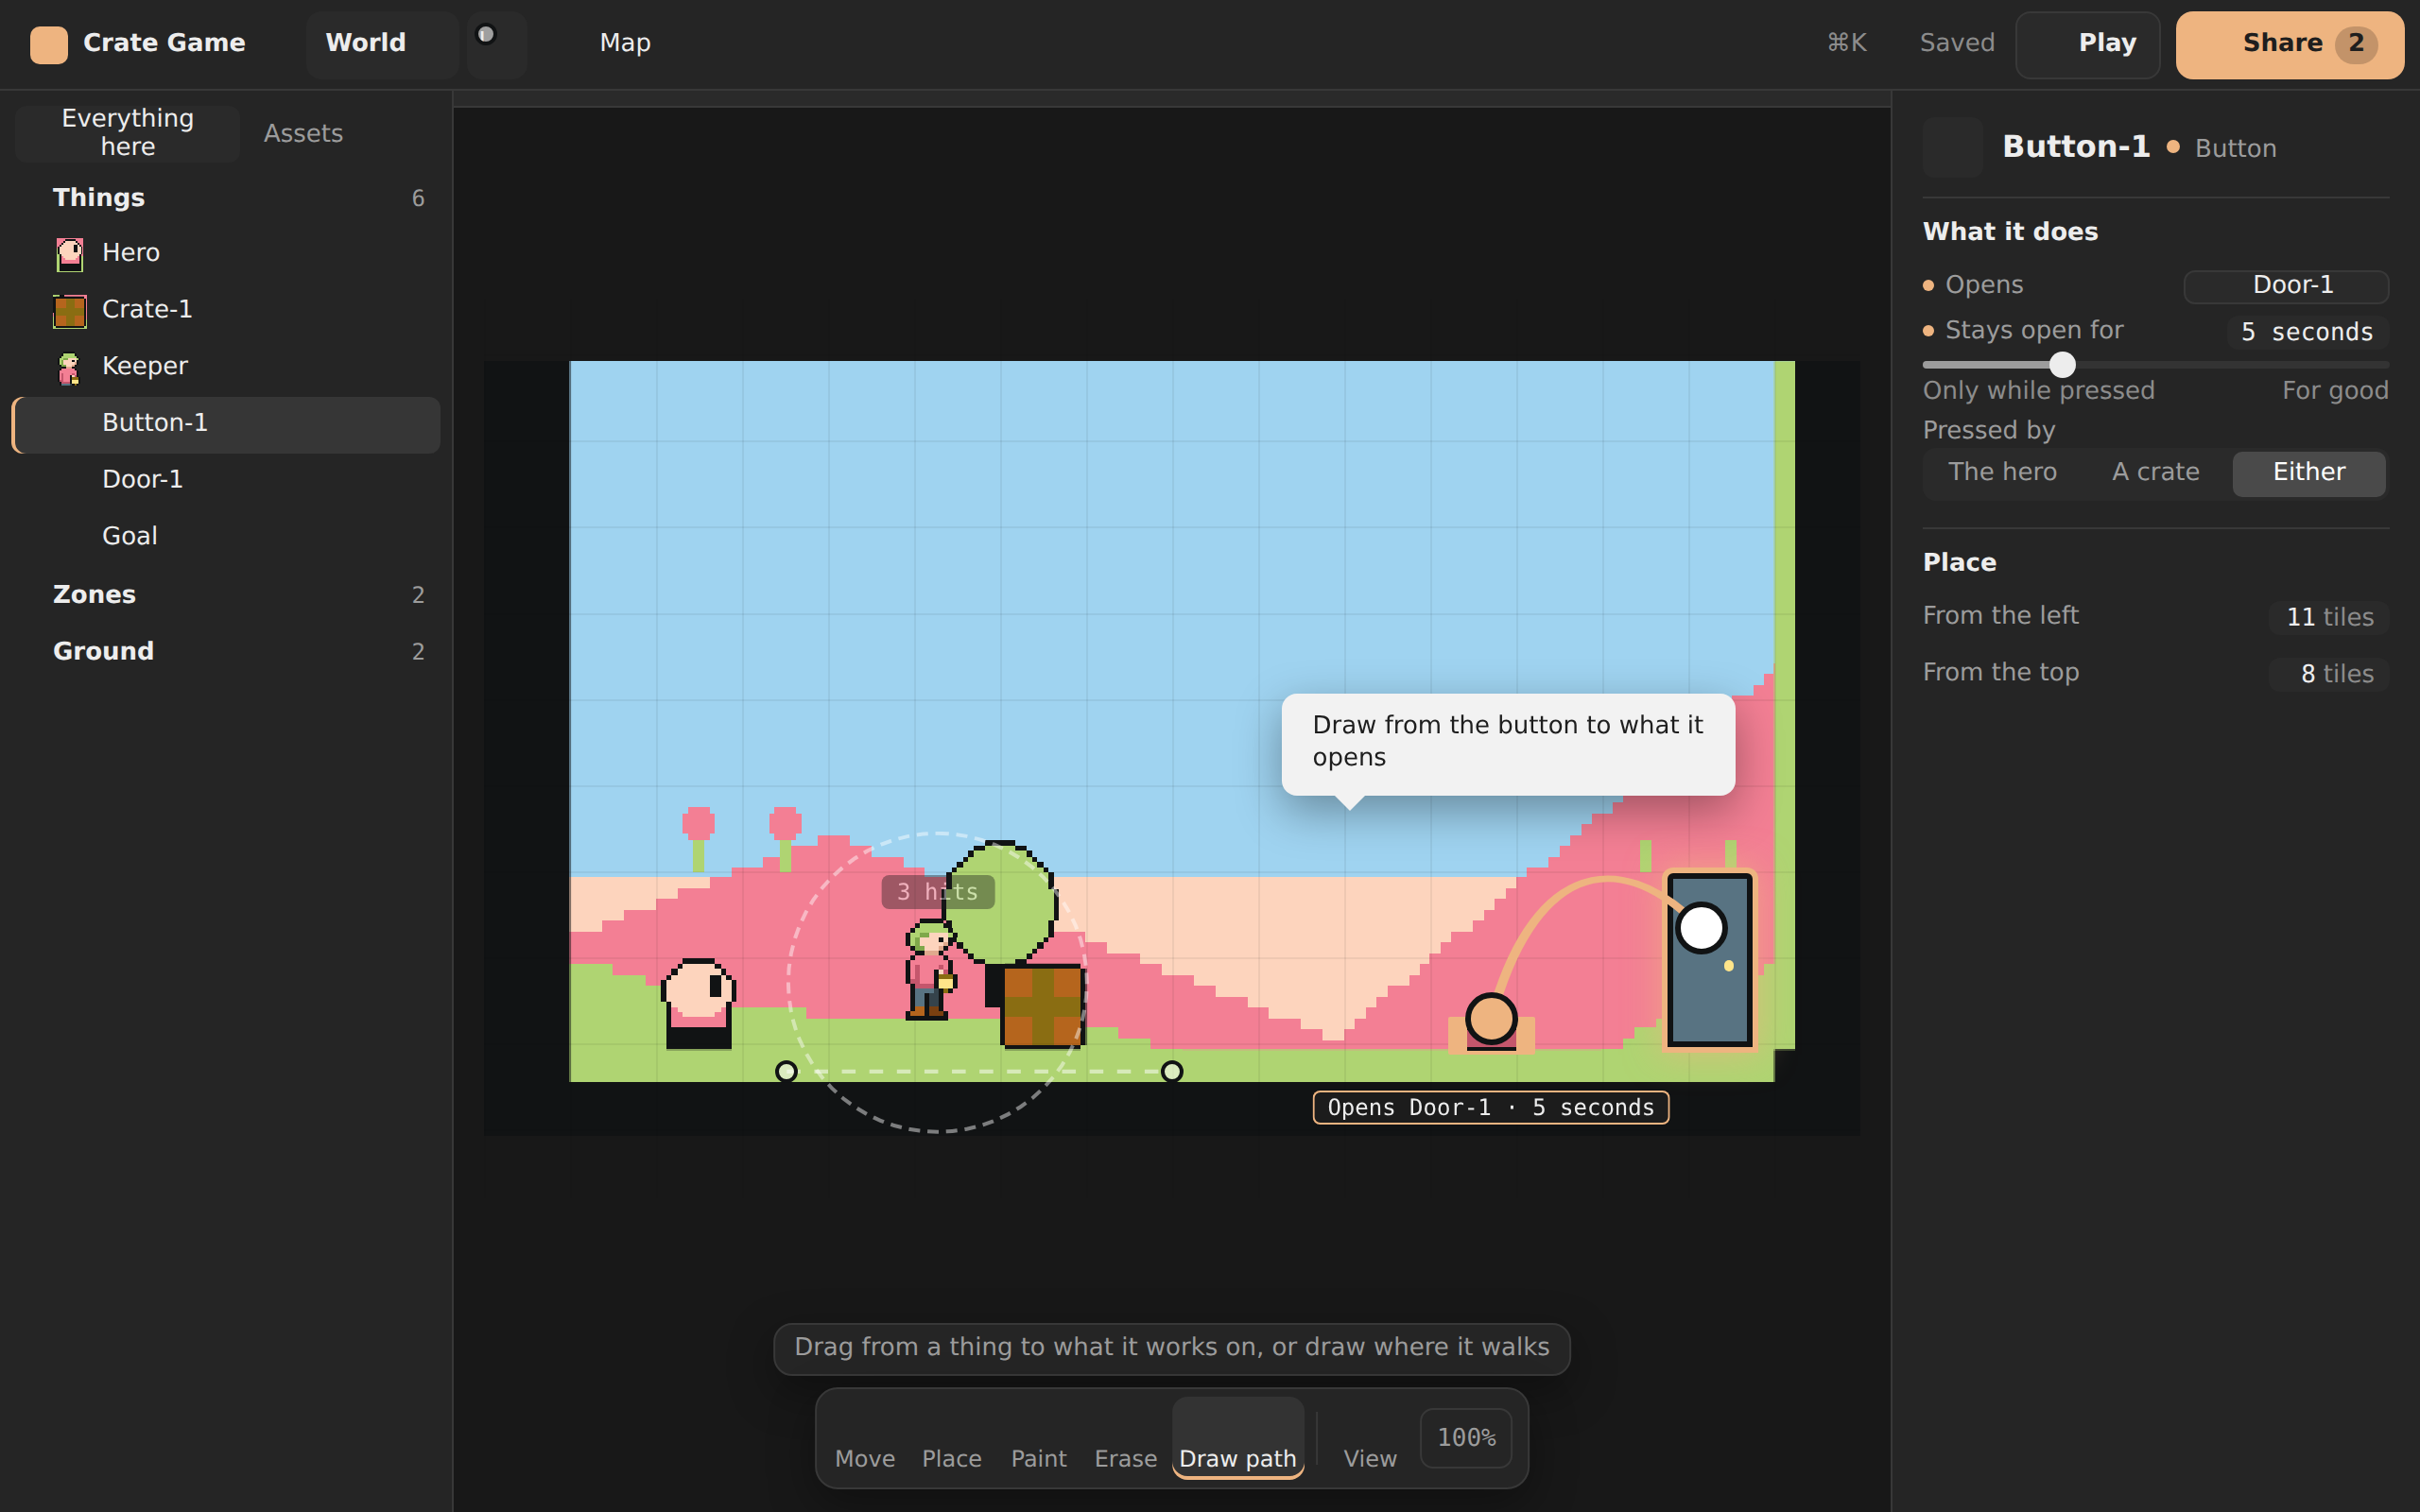 Crate Game
World
Map
⌘K
Saved
Play
Share 2
Everything
here
Assets
Things 6
Hero
Crate-1
Keeper
Button-1
Door-1
Goal
Zones 2
Ground 2
Draw from the button to what it
opens
3 hits
Opens Door-1 · 5 seconds
Drag from a thing to what it works on, or draw where it walks
Move
Place
Paint
Erase
Draw path
View
100%
Button-1
Button
What it does
Opens
Door-1
Stays open for
5 seconds
Only while pressed
For good
Pressed by
The hero
A crate
Either
Place
From the left
11 tiles
From the top
8 tiles